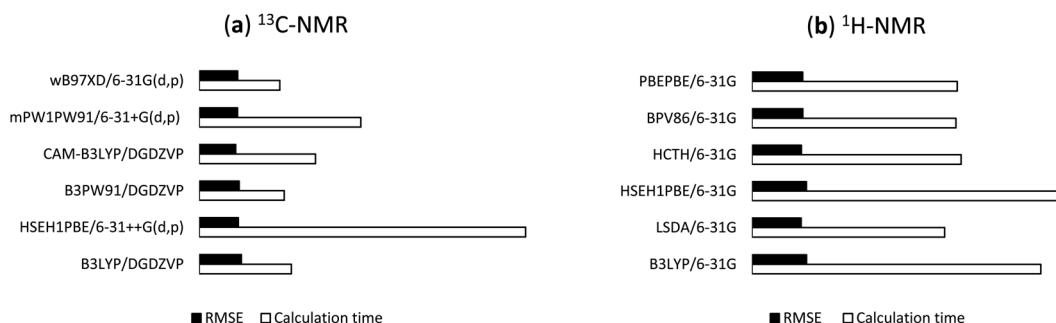 (a) ¹³C-NMR
wB97XD/6-31G(d,p)
mPW1PW91/6-31+G(d,p)
CAM-B3LYP/DGDZVP
B3PW91/DGDZVP
HSEH1PBE/6-31++G(d,p)
B3LYP/DGDZVP
RMSE Calculation time
(b) ¹H-NMR
PBEPBE/6-31G
BPV86/6-31G
HCTH/6-31G
HSEH1PBE/6-31G
LSDA/6-31G
B3LYP/6-31G
RMSE Calculation time